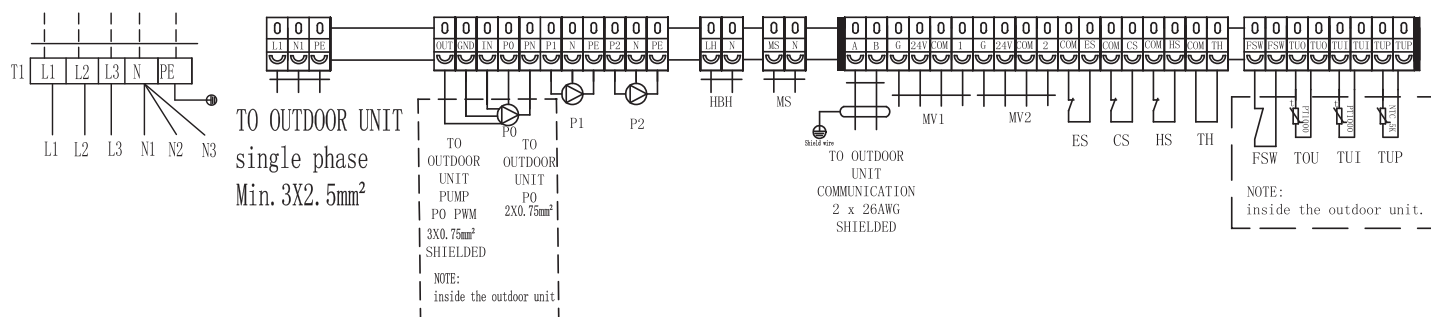 T1 L1 L2 L3 N PE
L1 L2 L3 N1 N2 N3
0 0 0
L1 N1 PE
TO OUTDOOR UNIT
single phase
Min. 3X2.5mm²
0 0 0 0 0 0 0 0 0 0 0
OUT GND IN P0 PN P1 N PE P2 N PE
P0 P1 P2
TO
OUTDOOR
UNIT
PUMP
PO PWM
3X0.75mm²
SHIELDED
TO
OUTDOOR
UNIT
PO
2X0.75mm²
NOTE:
inside the outdoor unit
0 0
LH N
HBH
0 0
MS N
MS
0 0 0 0 0 0 0 0 0 0 0 0 0 0 0 0 0 0
A B G 24V COM 1 G 24V COM 2 COM ES COM CS COM HS COM TH
Shield wire
TO OUTDOOR
UNIT
COMMUNICATION
2 x 26AWG
SHIELDED
MV1 MV2 ES CS HS TH
0 0 0 0 0 0 0 0
FSW FSW TUO TUO TUI TUI TUP TUP
t PT1000 t PT1000 NTC 5K
FSW TOU TUI TUP
NOTE:
inside the outdoor unit.